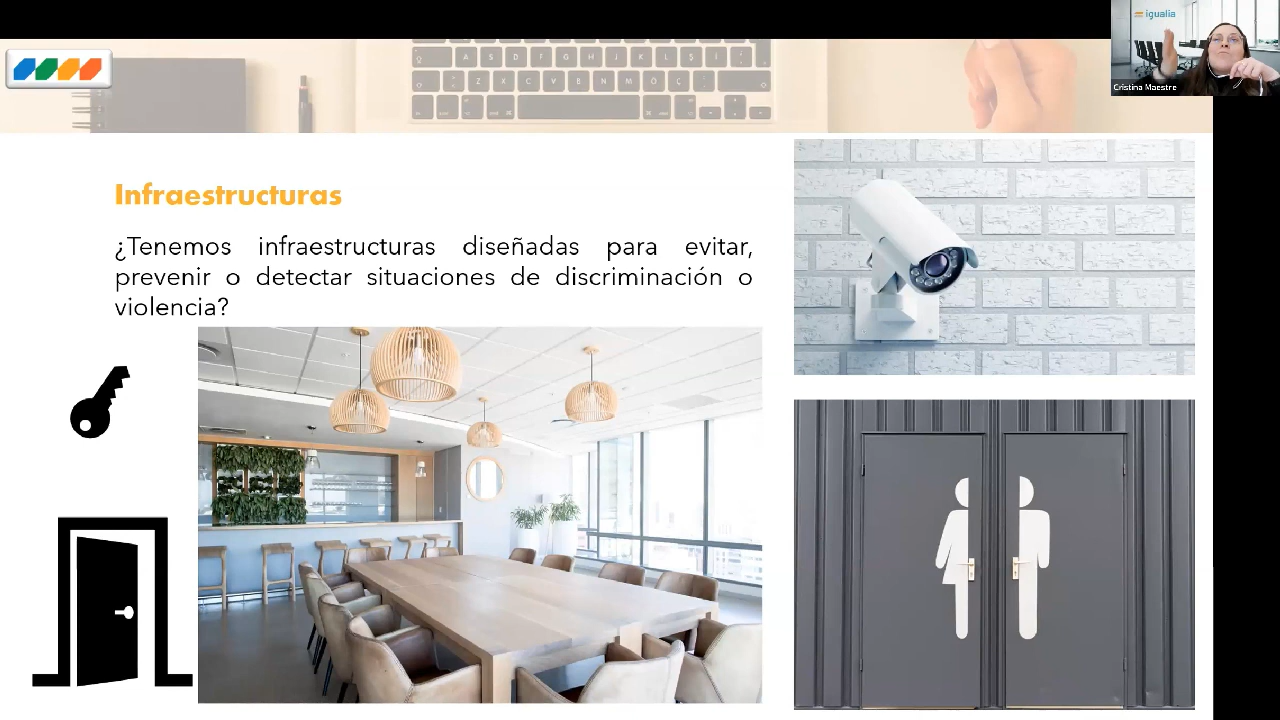 igualia
Cristina Maestre
Infraestructuras
¿Tenemos infraestructuras diseñadas para evitar,
prevenir o detectar situaciones de discriminación o
violencia?